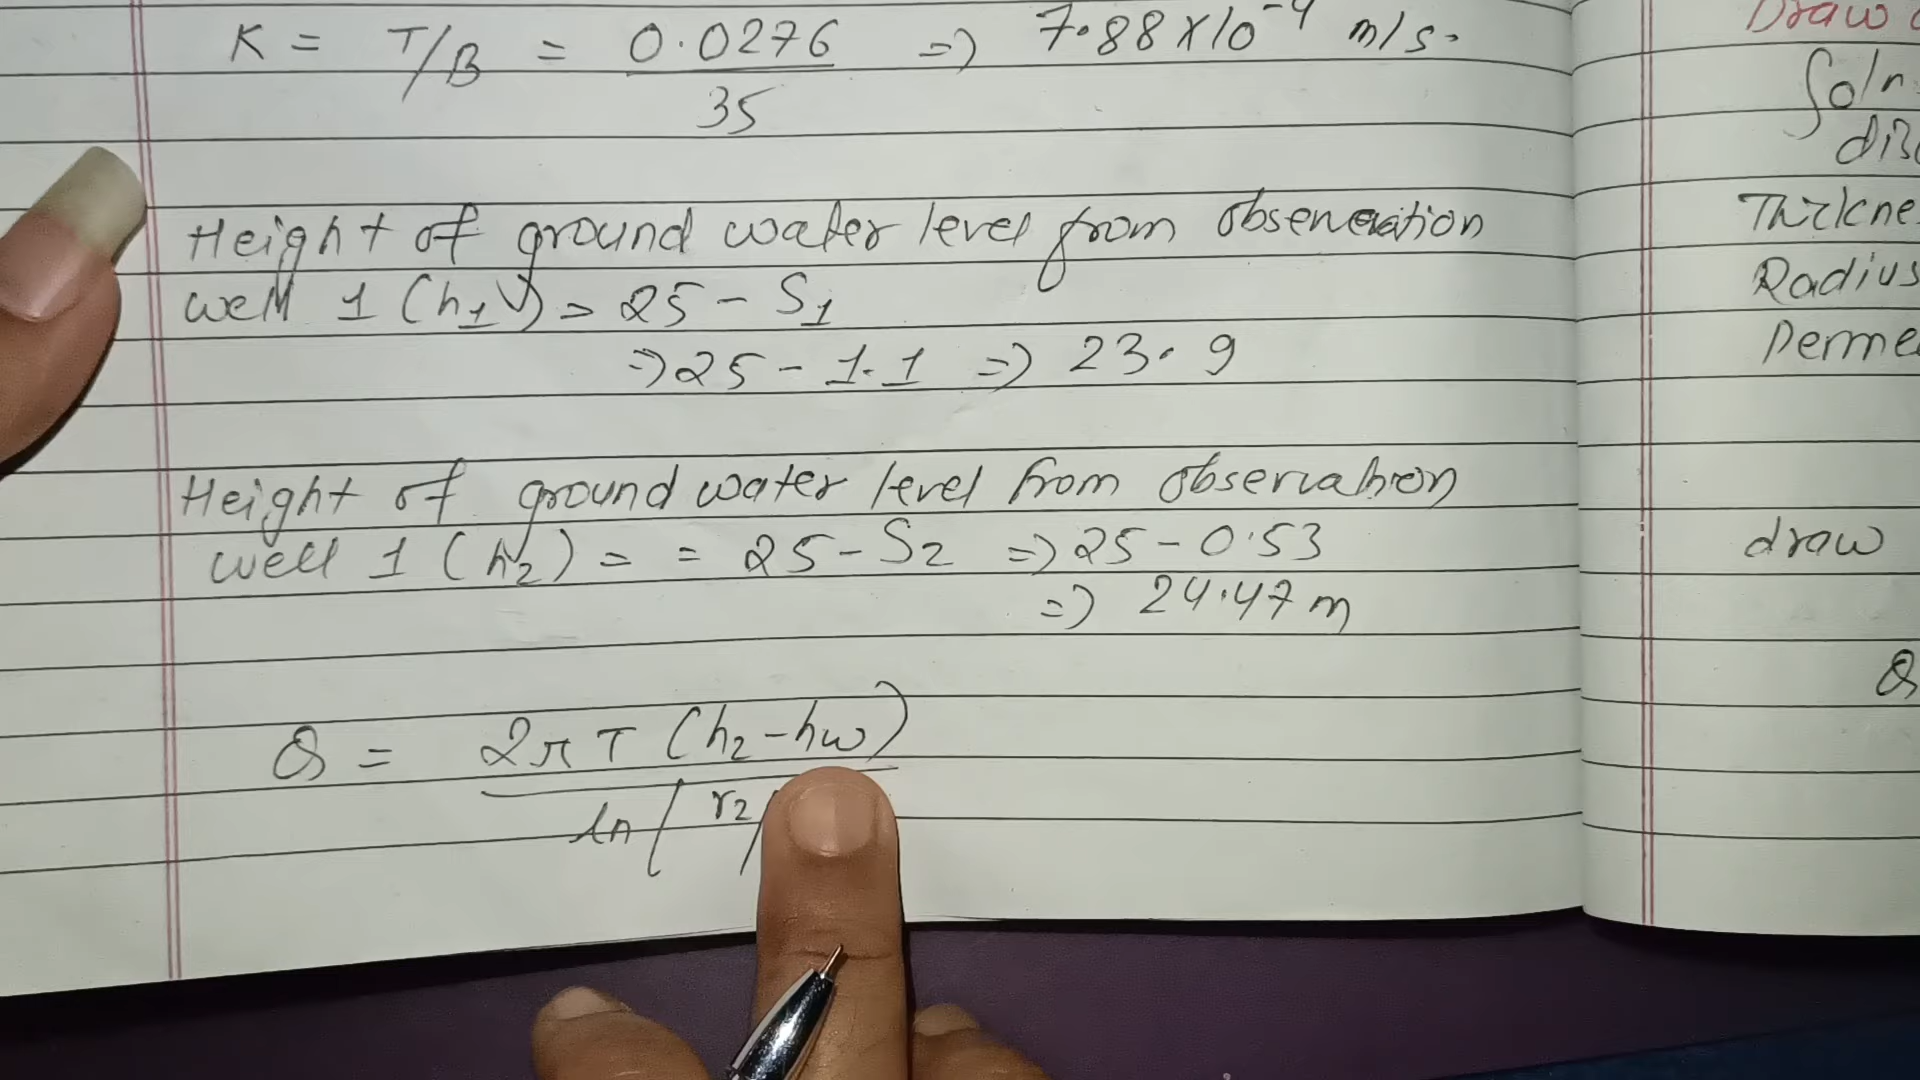 K = T/B = 0.0276 => 7.88X10^-4 m/s.
35
Height of ground water level from observation
well 1 (h1) = 25 - S1
=> 25 - 1.1 => 23.9
Height of ground water level from observation
well 1 (h2) = = 25 - S2 => 25 - 0.53
=> 24.47 m
Q = 2πT (h2 - hw)
ln(r2/
Draw
Soln
Thickne
Radius
Perme
draw
Q